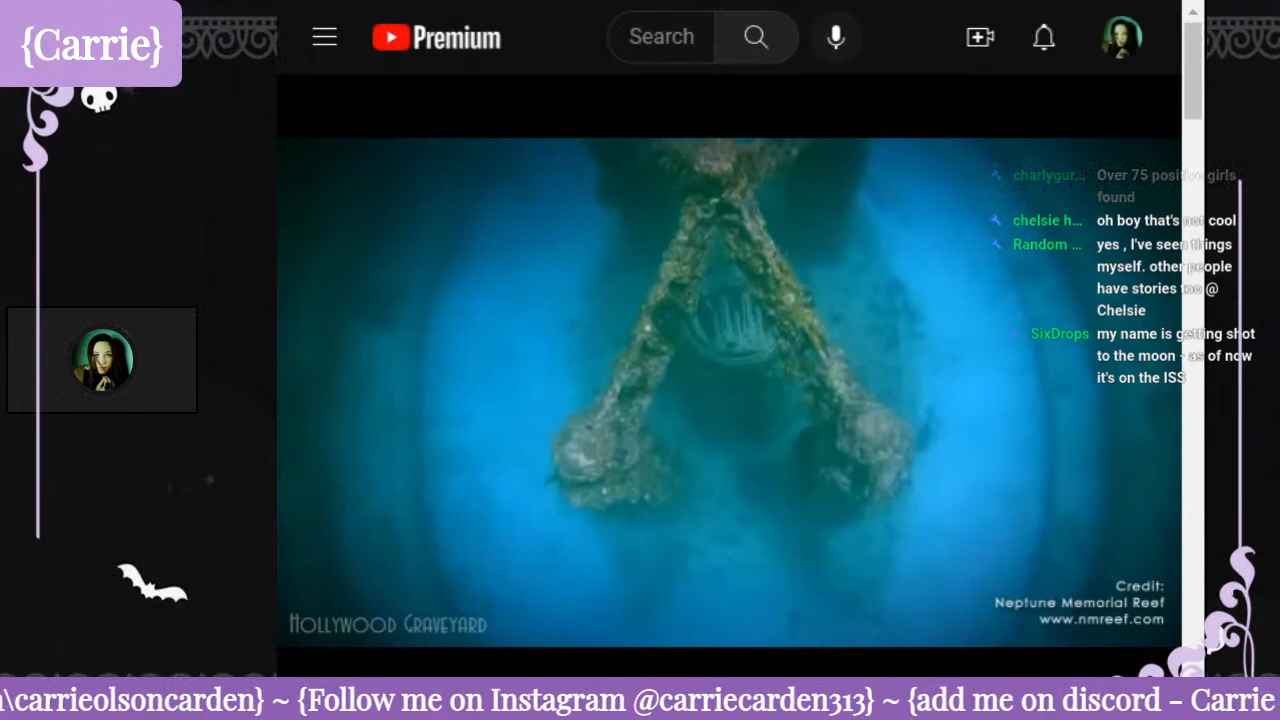 {Carrie}
Premium
Search
charlygur... Over 75 positive girls
found
chelsie h... oh boy that's not cool
Random ... yes , I've seen things
myself. other people
have stories too @
Chelsie
SixDrops my name is getting shot
to the moon - as of now
it's on the ISS
Credit:
Neptune Memorial Reef
www.nmreef.com
Hollywood Graveyard
\carrieolsoncarden} ~ {Follow me on Instagram @carriecarden313} ~ {add me on discord - Carrie